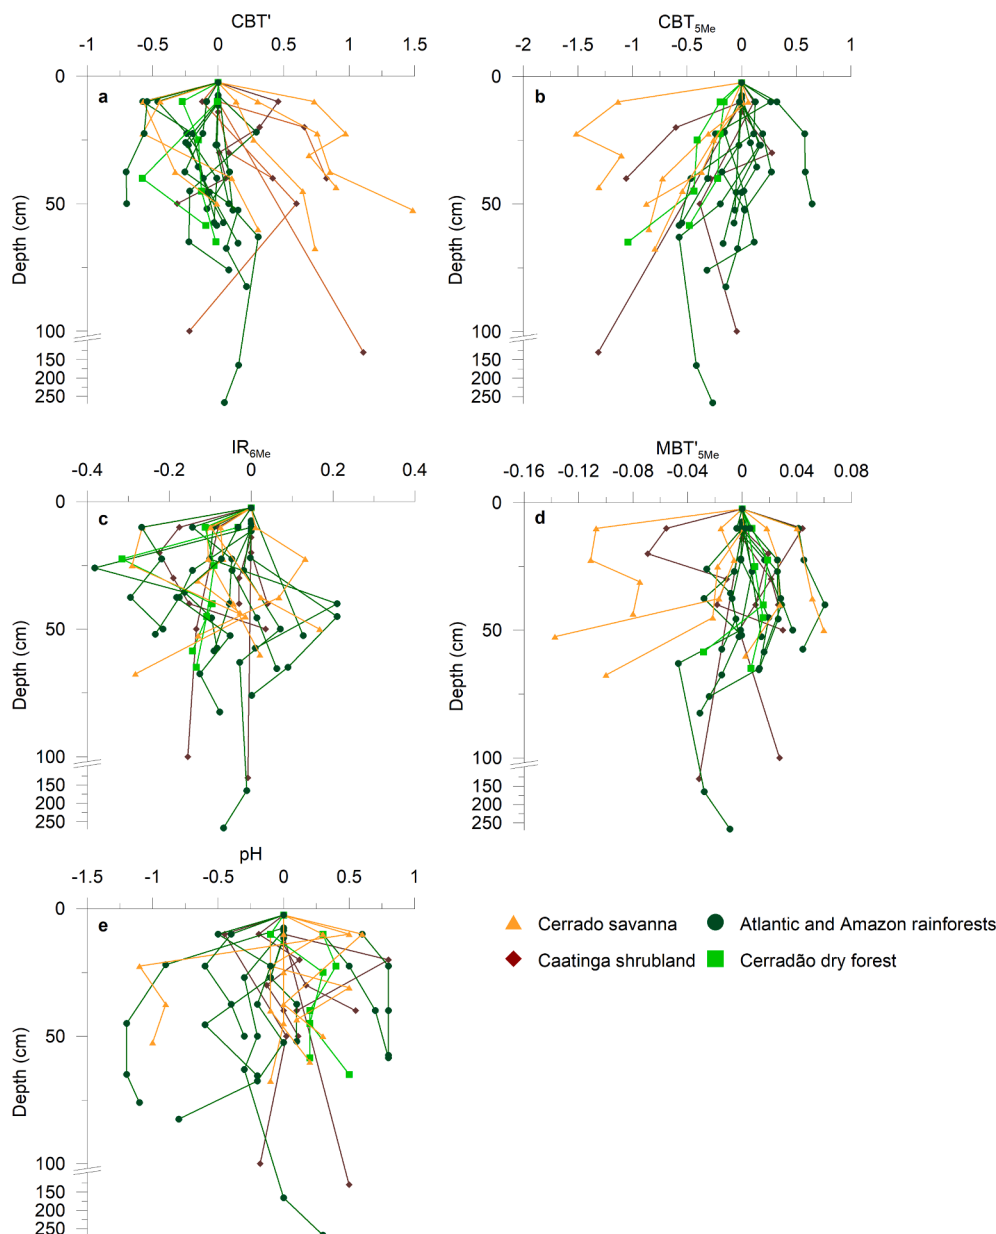 CBT'
-1 -0.5 0 0.5 1 1.5
0
50
100
150
200
250
Depth (cm)
a
CBT5Me
-2 -1.5 -1 -0.5 0 0.5 1
0
50
100
150
200
250
Depth (cm)
b
IR6Me
-0.4 -0.2 0 0.2 0.4
0
50
100
150
200
250
Depth (cm)
c
MBT'5Me
-0.16 -0.12 -0.08 -0.04 0 0.04 0.08
0
50
100
150
200
250
Depth (cm)
d
pH
-1.5 -1 -0.5 0 0.5 1
0
50
100
150
200
250
Depth (cm)
e
Cerrado savanna
Atlantic and Amazon rainforests
Caatinga shrubland
Cerradão dry forest